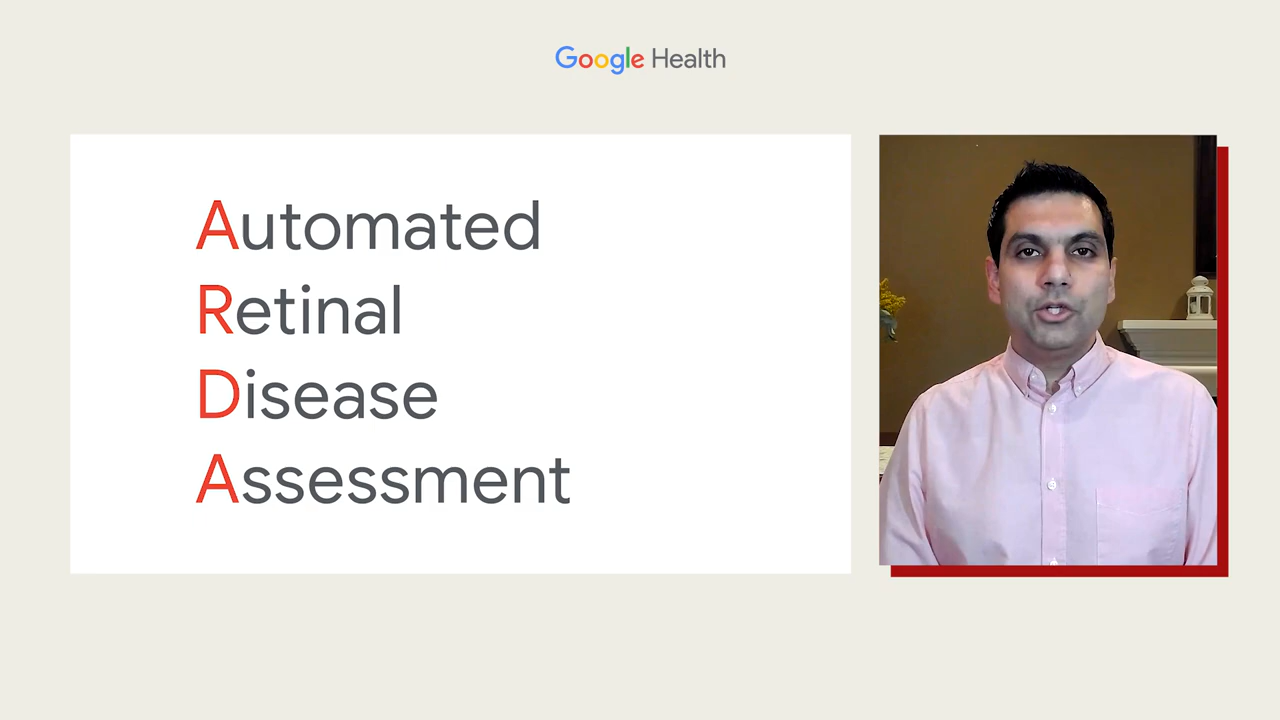 Google Health
Automated
Retinal
Disease
Assessment